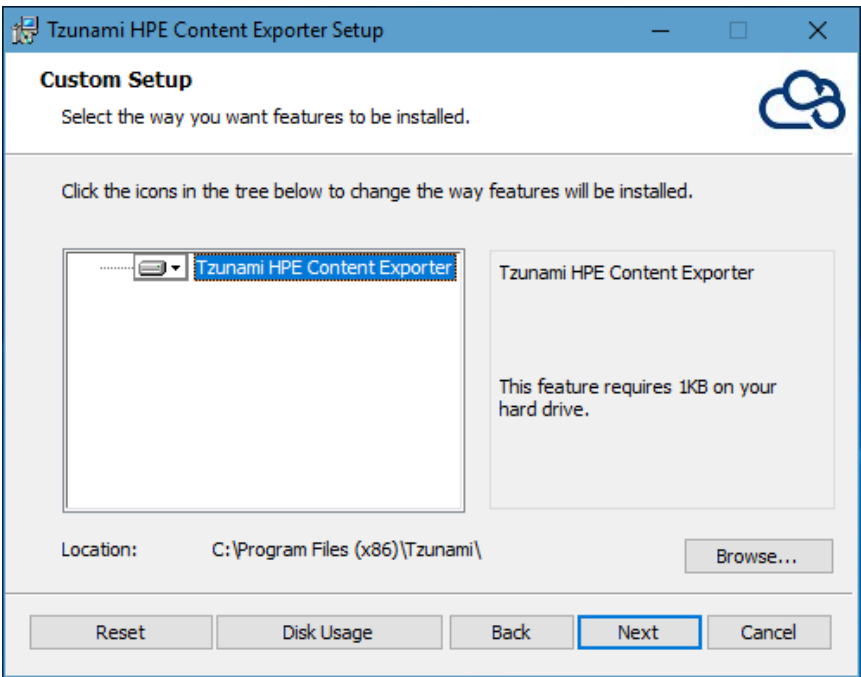 Tzunami HPE Content Exporter Setup
Custom Setup
Select the way you want features to be installed.
Click the icons in the tree below to change the way features will be installed.
Tzunami HPE Content Exporter
Tzunami HPE Content Exporter
This feature requires 1KB on your
hard drive.
Location: C:\Program Files (x86)\Tzunami\
Browse...
Reset Disk Usage Back Next Cancel